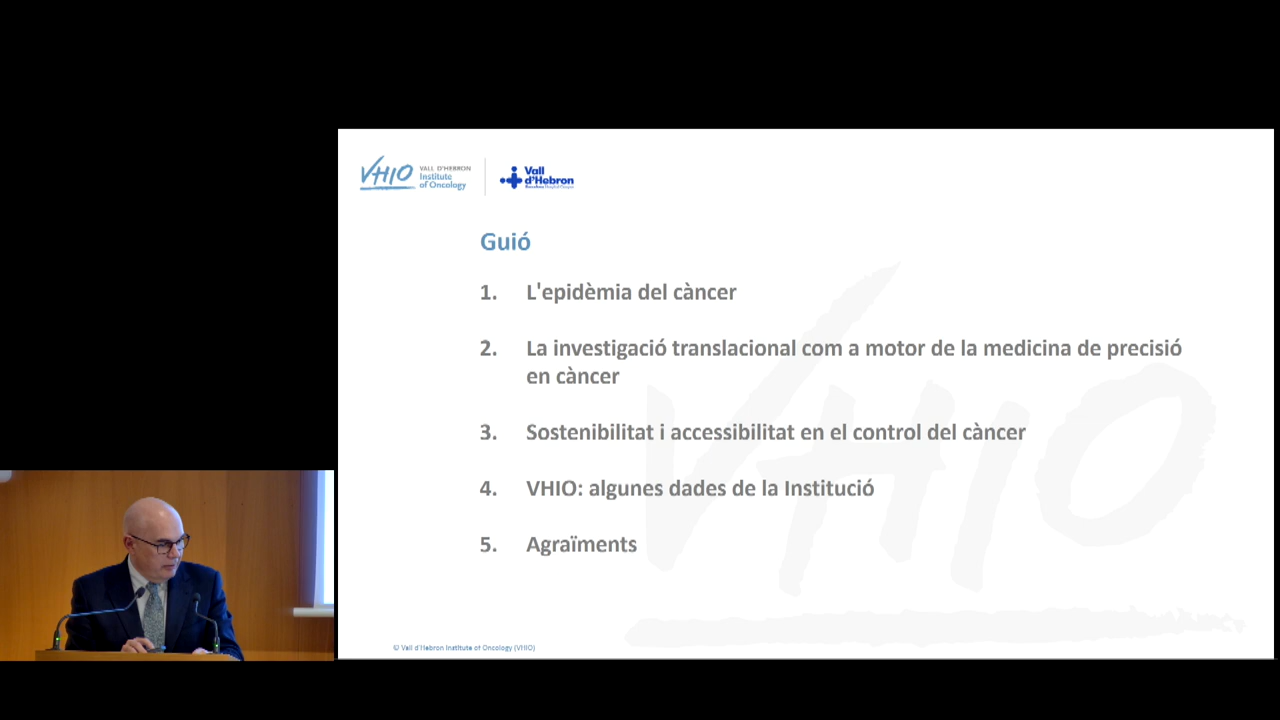 VHIO
VALL D'HEBRON
Institute
of Oncology
Vall
d'Hebron
Guió
1. L'epidèmia del càncer
2. La investigació translacional com a motor de la medicina de precisió
en càncer
3. Sostenibilitat i accessibilitat en el control del càncer
4. VHIO: algunes dades de la Institució
5. Agraïments
VHIO
© Vall d'Hebron Institute of Oncology (VHIO)